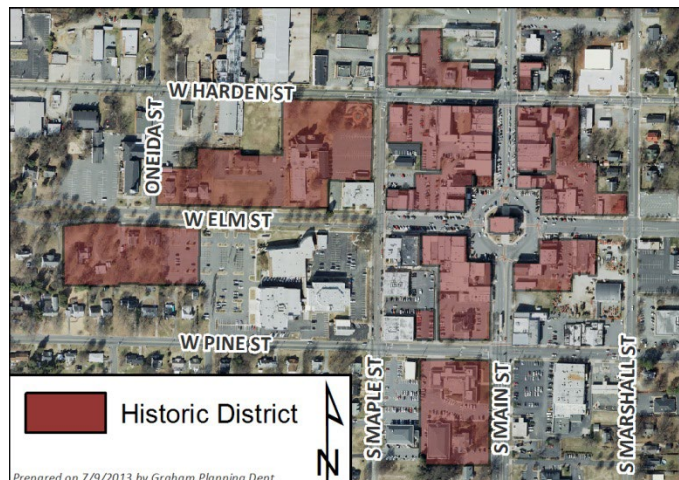 W HARDEN ST
ONEIDA ST
W ELM ST
W PINE ST
S MAPLE ST
S MAIN ST
S MARSHALL ST
Historic District
N
Prepared on 7/9/2013 by Graham Planning Dept